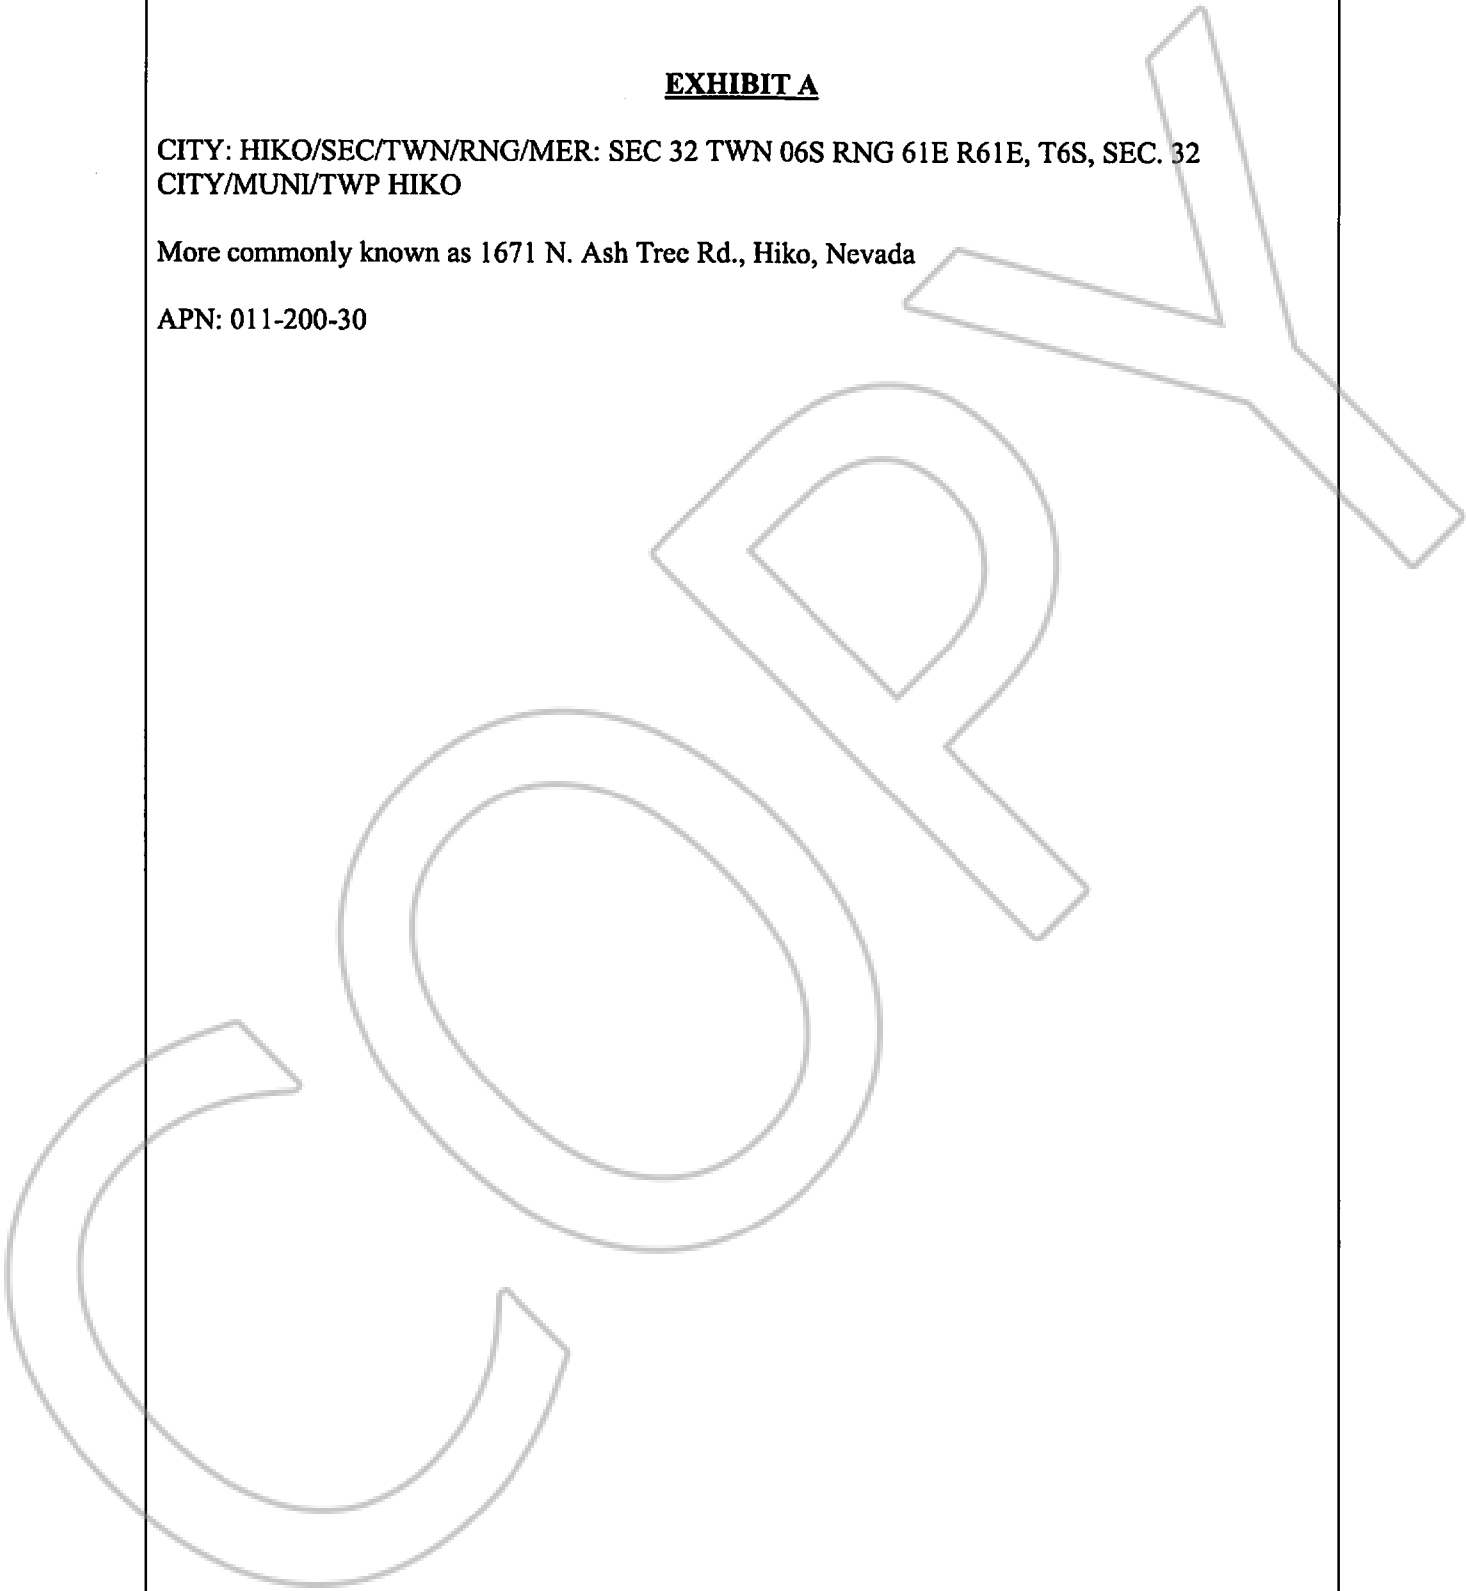 EXHIBIT A
CITY: HIKO/SEC/TWN/RNG/MER: SEC 32 TWN 06S RNG 61E R61E, T6S, SEC. 32
CITY/MUNI/TWP HIKO
More commonly known as 1671 N. Ash Tree Rd., Hiko, Nevada
APN: 011-200-30
COPY